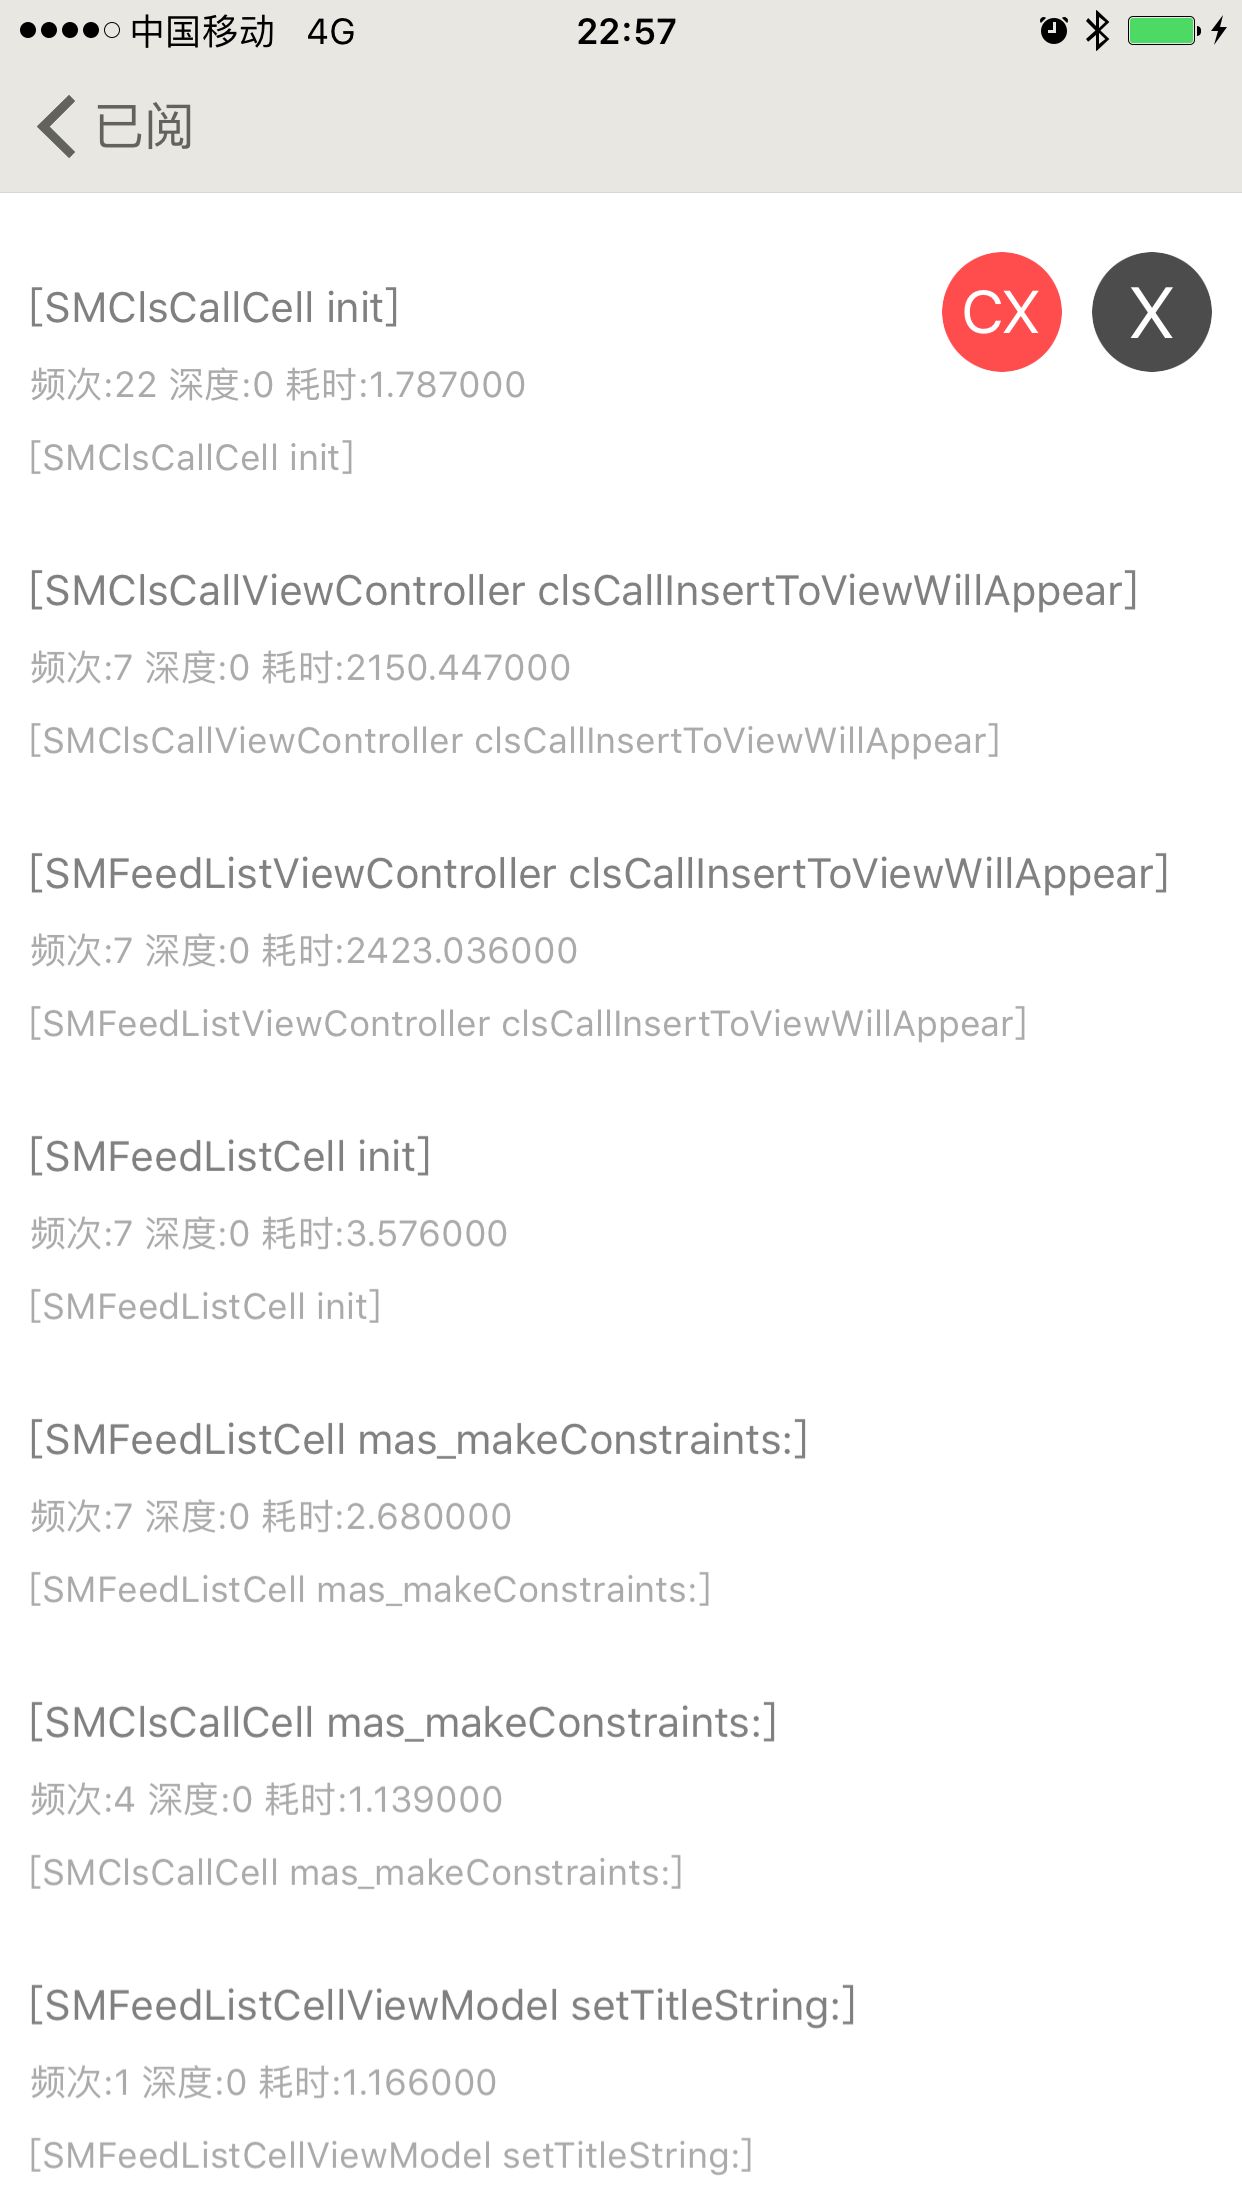 中国移动 4G 22:57
已阅
[SMClsCallCell init]
CX X
频次:22 深度:0 耗时:1.787000
[SMClsCallCell init]
[SMClsCallViewController clsCallInsertToViewWillAppear]
频次:7 深度:0 耗时:2150.447000
[SMClsCallViewController clsCallInsertToViewWillAppear]
[SMFeedListViewController clsCallInsertToViewWillAppear]
频次:7 深度:0 耗时:2423.036000
[SMFeedListViewController clsCallInsertToViewWillAppear]
[SMFeedListCell init]
频次:7 深度:0 耗时:3.576000
[SMFeedListCell init]
[SMFeedListCell mas_makeConstraints:]
频次:7 深度:0 耗时:2.680000
[SMFeedListCell mas_makeConstraints:]
[SMClsCallCell mas_makeConstraints:]
频次:4 深度:0 耗时:1.139000
[SMClsCallCell mas_makeConstraints:]
[SMFeedListCellViewModel setTitleString:]
频次:1 深度:0 耗时:1.166000
[SMFeedListCellViewModel setTitleString:]